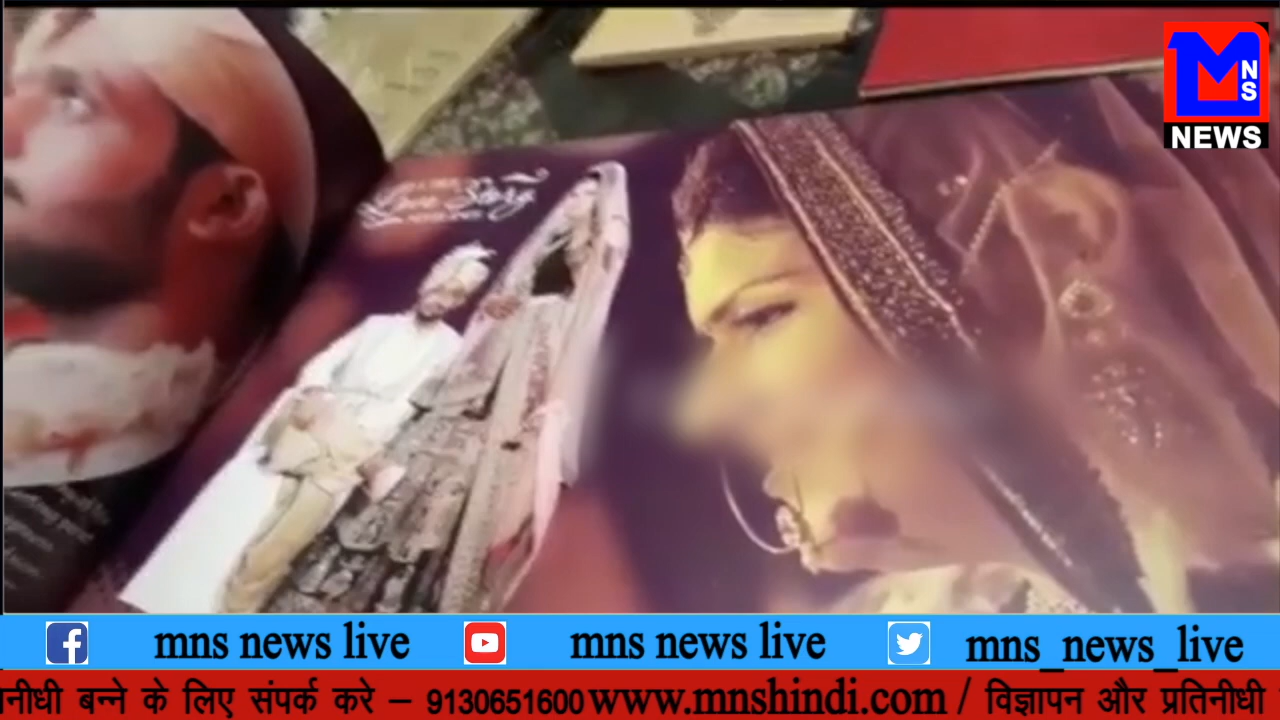 MNS
NEWS
Love Story
mns news live
mns news live
mns_news_live
नीधी बन्ने के लिए संपर्क करे – 9130651600 www.mnshindi.com / विज्ञापन और प्रतिनीधी